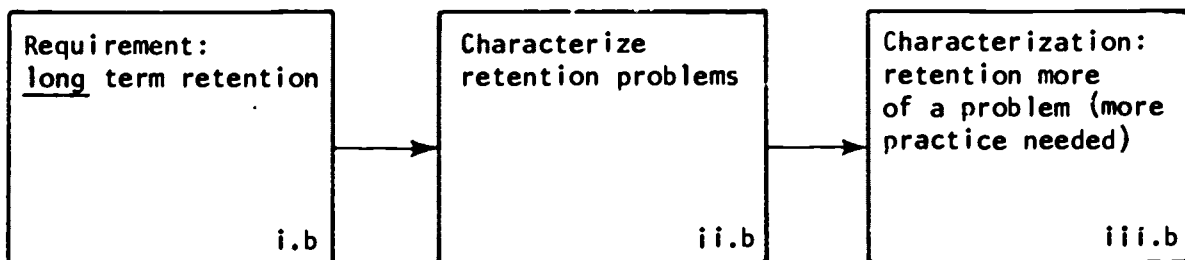 Requirement:
long term retention
i.b
Characterize
retention problems
ii.b
Characterization:
retention more
of a problem (more
practice needed)
iii.b